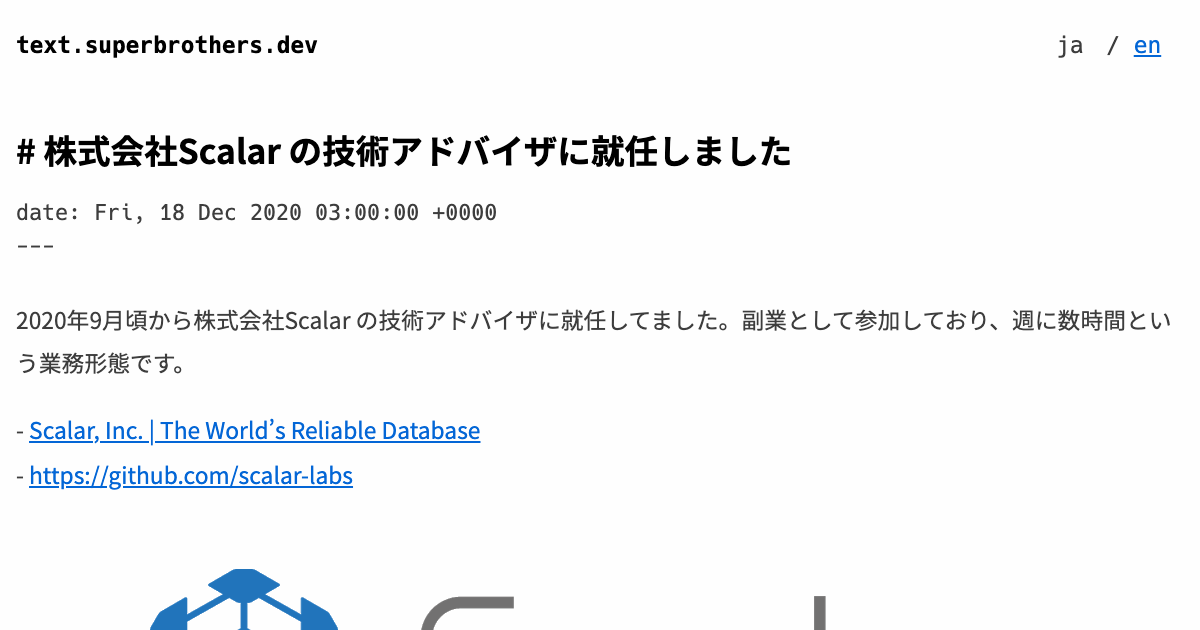 text.superbrothers.dev
ja / en
# 株式会社Scalar の技術アドバイザに就任しました
date: Fri, 18 Dec 2020 03:00:00 +0000
---
2020年9月頃から株式会社Scalar の技術アドバイザに就任してました。副業として参加しており、週に数時間とい
う業務形態です。
- Scalar, Inc. | The World’s Reliable Database
- https://github.com/scalar-labs